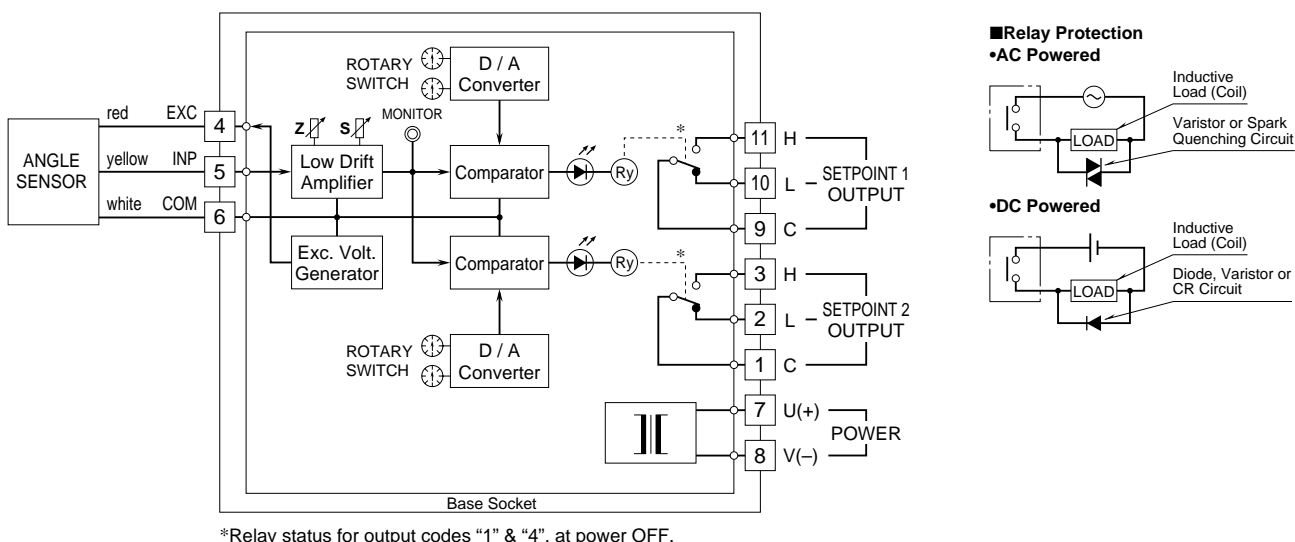 ANGLE
SENSOR
red
EXC
4
yellow
INP
5
white
COM
6
ROTARY
SWITCH
D / A
Converter
Z
S
MONITOR
Low Drift
Amplifier
Comparator
Ry
*
Exc. Volt.
Generator
Comparator
Ry
*
ROTARY
SWITCH
D / A
Converter
11
H
10
L
9
C
SETPOINT 1
OUTPUT
3
H
2
L
1
C
SETPOINT 2
OUTPUT
7
U(+)
8
V(–)
POWER
Base Socket
*Relay status for output codes “1” & “4”, at power OFF.
■Relay Protection
•AC Powered
LOAD
Inductive
Load (Coil)
Varistor or Spark
Quenching Circuit
•DC Powered
LOAD
Inductive
Load (Coil)
Diode, Varistor or
CR Circuit